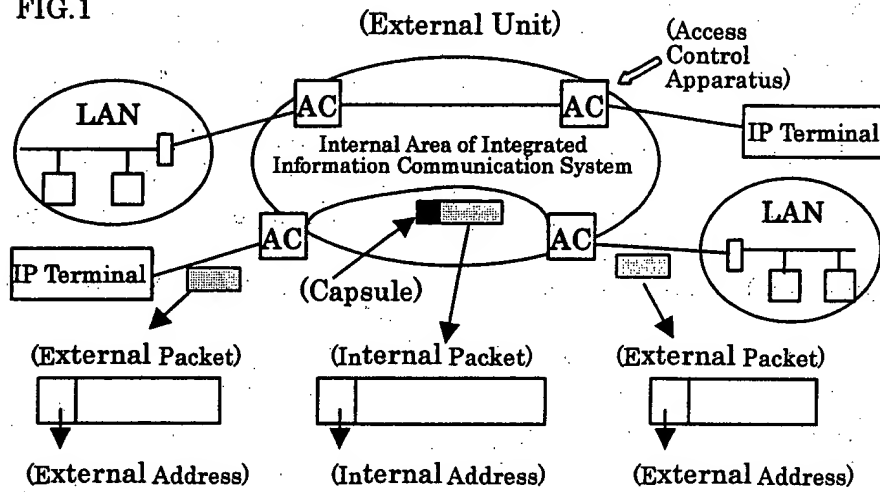 FIG.1
(External Unit)
(Access
Control
Apparatus)
LAN
AC
AC
IP Terminal
Internal Area of Integrated
Information Communication System
LAN
AC
AC
IP Terminal
(Capsule)
(External Packet)
(Internal Packet)
(External Packet)
(External Address)
(Internal Address)
(External Address)